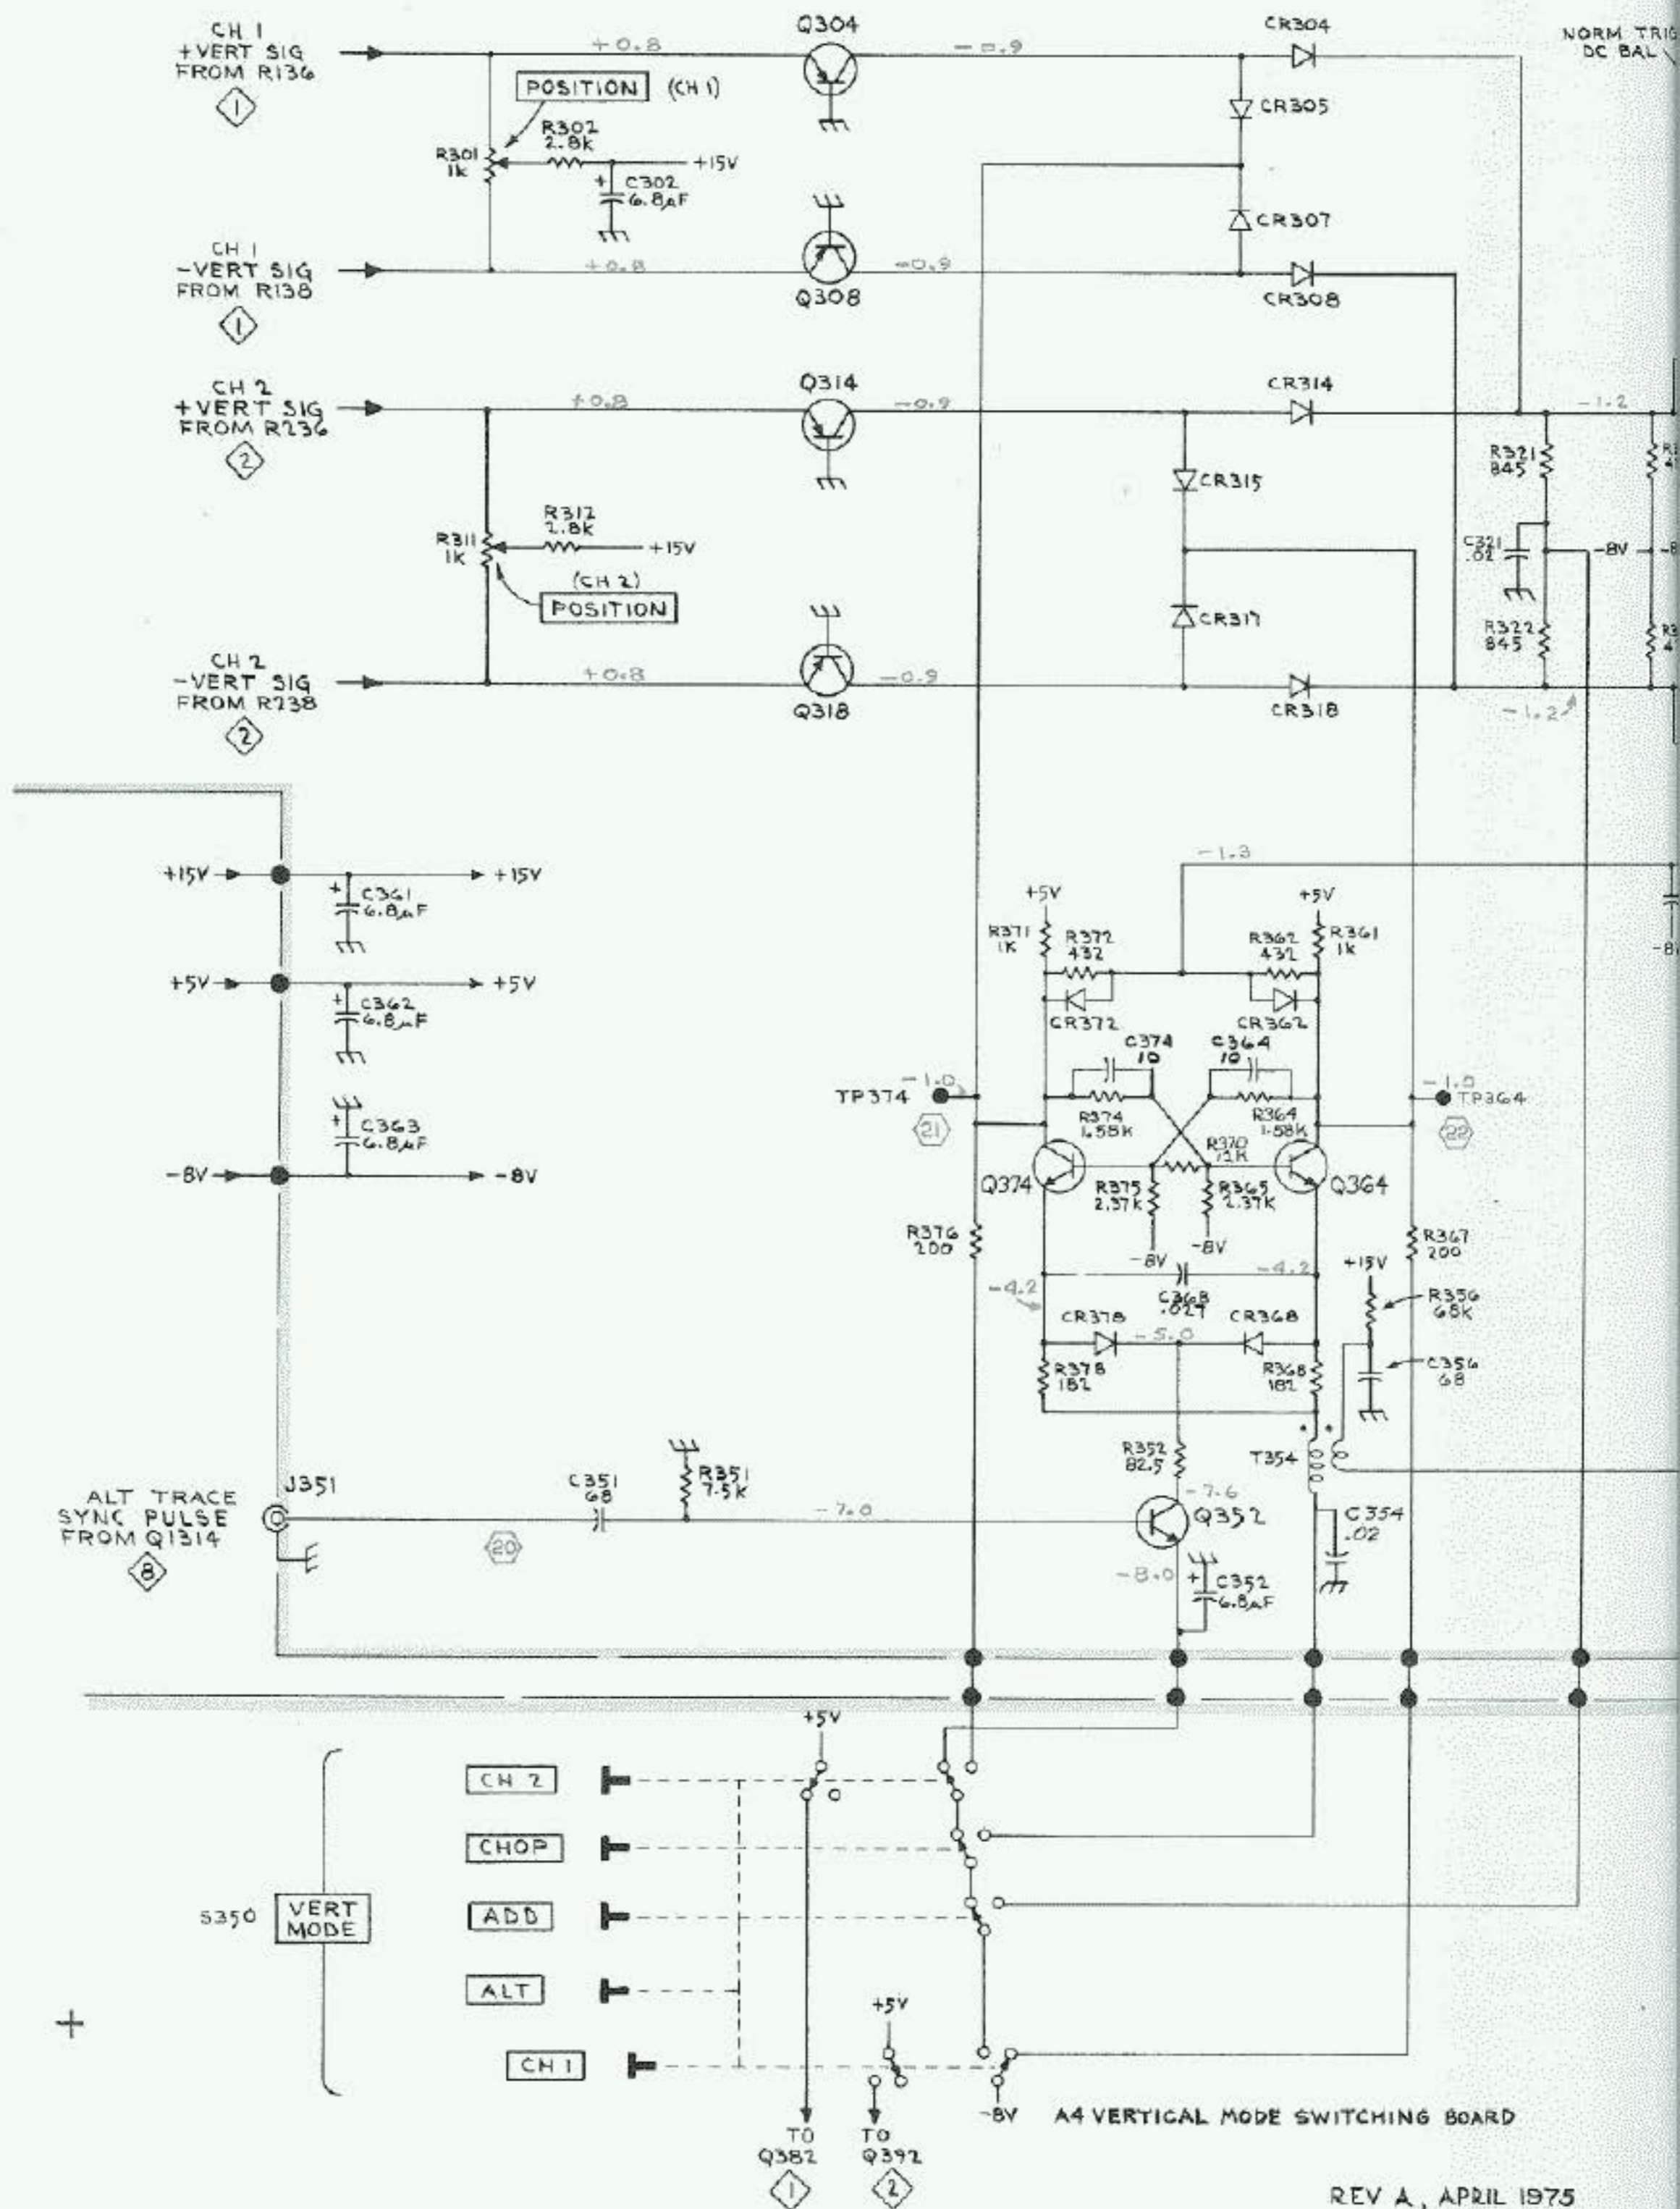 CH 1
+VERT SIG
FROM R136
1
+0.8
Q304
-0.9
CR304
NORM TRIG
DC BAL
POSITION (CH 1)
CR305
R302
2.8K
R301
1K
+15V
+ C302
6.8µF
CR307
CH 1
-VERT SIG
FROM R138
1
+0.8
Q308
-0.9
CR308
CH 2
+VERT SIG
FROM R236
2
+0.8
Q314
-0.9
CR314
-1.2
R321
845
CR315
R312
2.8K
R311
1K
+15V
C321
.02
-8V
(CH 2)
POSITION
CR317
R322
845
CH 2
-VERT SIG
FROM R238
2
+0.8
Q318
-0.9
CR318
-1.2
-1.3
+15V
+15V
+ C361
6.8µF
+5V
+5V
R371
1K
R372
432
R362
432
R361
1K
+5V
+5V
+ C362
6.8µF
CR372
CR362
C374
10
C364
10
TP374
-1.0
21
-1.0
TP364
22
R374
1.58K
R364
1.58K
+ C363
6.8µF
-8V
-8V
Q374
R370
12K
Q364
R375
2.37K
R365
2.37K
-8V
-8V
R376
200
R367
200
-4.2
C368
.027
-4.2
+15V
R356
68K
CR378
-5.0
CR368
R378
182
R368
182
C356
68
R352
82.5
T354
ALT TRACE
SYNC PULSE
FROM Q1314
8
J351
C351
68
R351
7.5K
20
-7.0
-7.6
Q352
C354
.02
-8.0
+ C352
6.8µF
+5V
CH 2
CHOP
S350
VERT
MODE
ADD
ALT
+5V
CH 1
-8V
A4 VERTICAL MODE SWITCHING BOARD
TO
Q382
1
TO
Q392
2
REV A, APRIL 1975